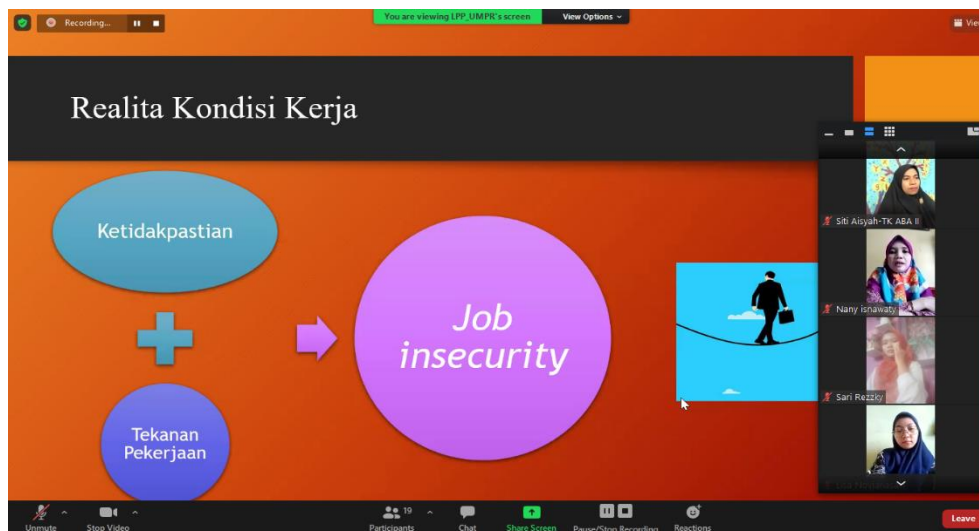 Recording...
You are viewing LPP_UMPR's screen
View Options
Realita Kondisi Kerja
Ketidakpastian
Job
insecurity
Tekanan
Pekerjaan
Siti Aisyah-TK ABA II
Nany isnawaty
Sari Rezzky
Unmute
Stop Video
Participants
19
Chat
Share Screen
Pause/Stop Recording
Reactions
Leave